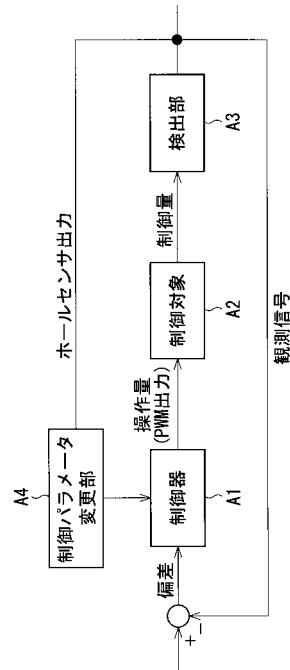 A4
制御パラメータ
変更部
ホールセンサ出力
+
−
偏差
制御器
A1
操作量
(PWM出力)
制御対象
A2
制御量
検出部
A3
観測信号